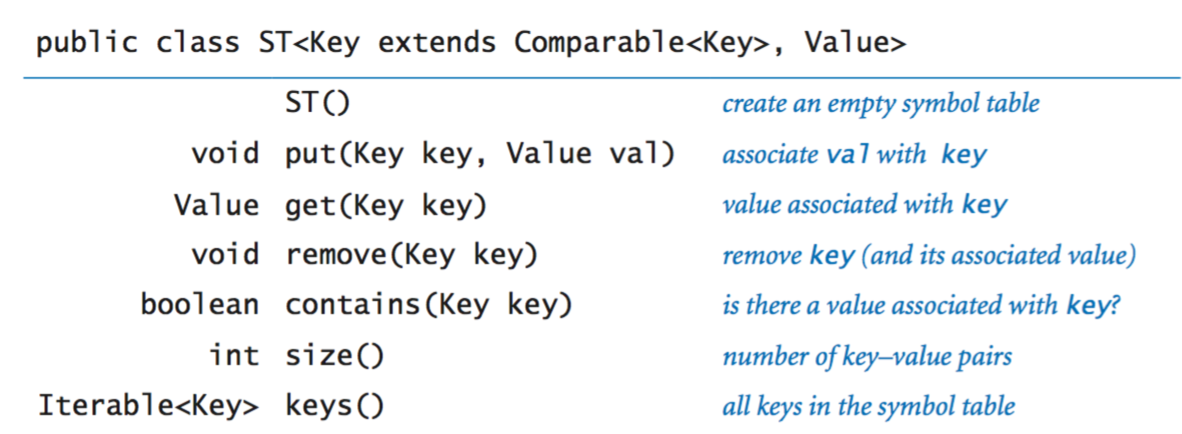 public class ST<Key extends Comparable<Key>, Value>
ST() create an empty symbol table
void put(Key key, Value val) associate val with key
Value get(Key key) value associated with key
void remove(Key key) remove key (and its associated value)
boolean contains(Key key) is there a value associated with key?
int size() number of key–value pairs
Iterable<Key> keys() all keys in the symbol table